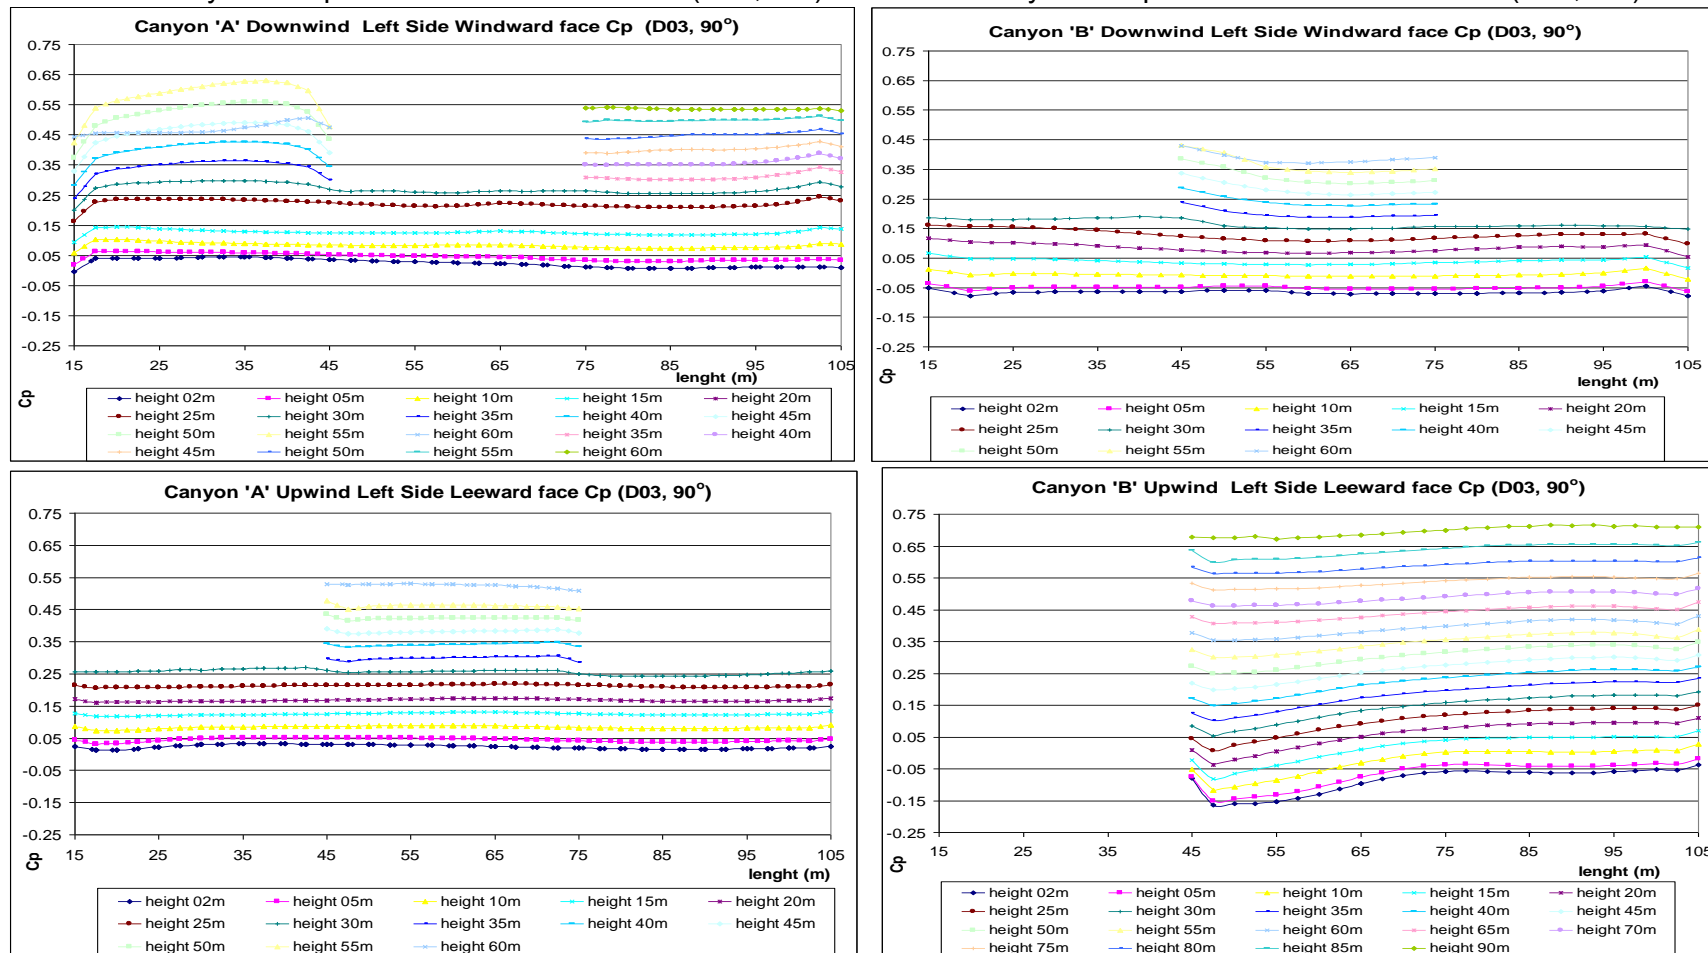 Canyon 'A' Downwind Left Side Windward face Cp (D03, 90°)
0.75
0.65
0.55
0.45
0.35
0.25
0.15
0.05
-0.05
-0.15
-0.25
15 25 35 45 55 65 75 85 95 105
lenght (m)
Cp
height 02m height 05m height 10m height 15m height 20m
height 25m height 30m height 35m height 40m height 45m
height 50m height 55m height 60m height 35m height 40m
height 45m height 50m height 55m height 60m
Canyon 'B' Downwind Left Side Windward face Cp (D03, 90°)
0.75
0.65
0.55
0.45
0.35
0.25
0.15
0.05
-0.05
-0.15
-0.25
15 25 35 45 55 65 75 85 95 105
lenght (m)
Cp
height 02m height 05m height 10m height 15m height 20m
height 25m height 30m height 35m height 40m height 45m
height 50m height 55m height 60m
Canyon 'A' Upwind Left Side Leeward face Cp (D03, 90°)
0.75
0.65
0.55
0.45
0.35
0.25
0.15
0.05
-0.05
-0.15
-0.25
15 25 35 45 55 65 75 85 95 105
lenght (m)
Cp
height 02m height 05m height 10m height 15m height 20m
height 25m height 30m height 35m height 40m height 45m
height 50m height 55m height 60m
Canyon 'B' Upwind Left Side Leeward face Cp (D03, 90°)
0.75
0.65
0.55
0.45
0.35
0.25
0.15
0.05
-0.05
-0.15
-0.25
15 25 35 45 55 65 75 85 95 105
lenght (m)
Cp
height 02m height 05m height 10m height 15m height 20m
height 25m height 30m height 35m height 40m height 45m
height 50m height 55m height 60m height 65m height 70m
height 75m height 80m height 85m height 90m